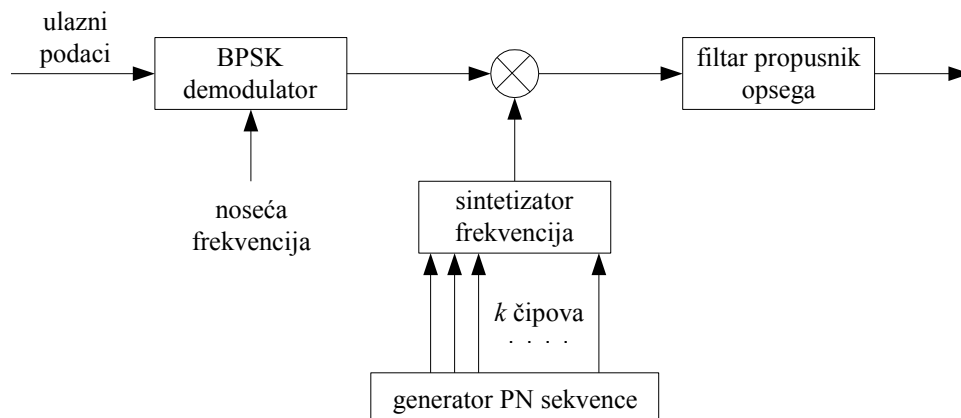 ulazni
podaci
BPSK
demodulator
filtar propusnik
opsega
noseća
frekvencija
sintetizator
frekvencija
k čipova
. . . .
generator PN sekvence